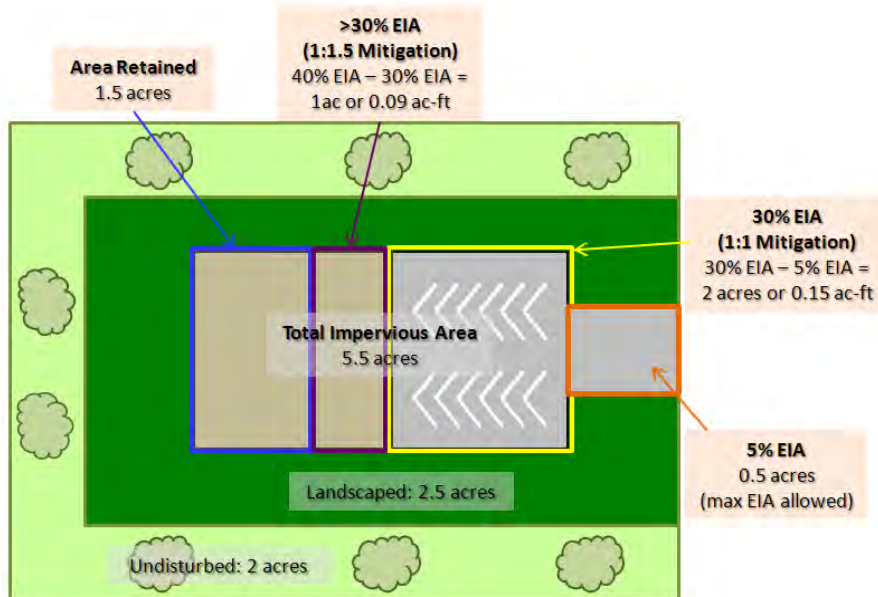 >30% EIA
(1:1.5 Mitigation)
40% EIA – 30% EIA =
1ac or 0.09 ac-ft
Area Retained
1.5 acres
30% EIA
(1:1 Mitigation)
30% EIA – 5% EIA =
2 acres or 0.15 ac-ft
Total Impervious Area
5.5 acres
5% EIA
0.5 acres
(max EIA allowed)
Landscaped: 2.5 acres
Undisturbed: 2 acres